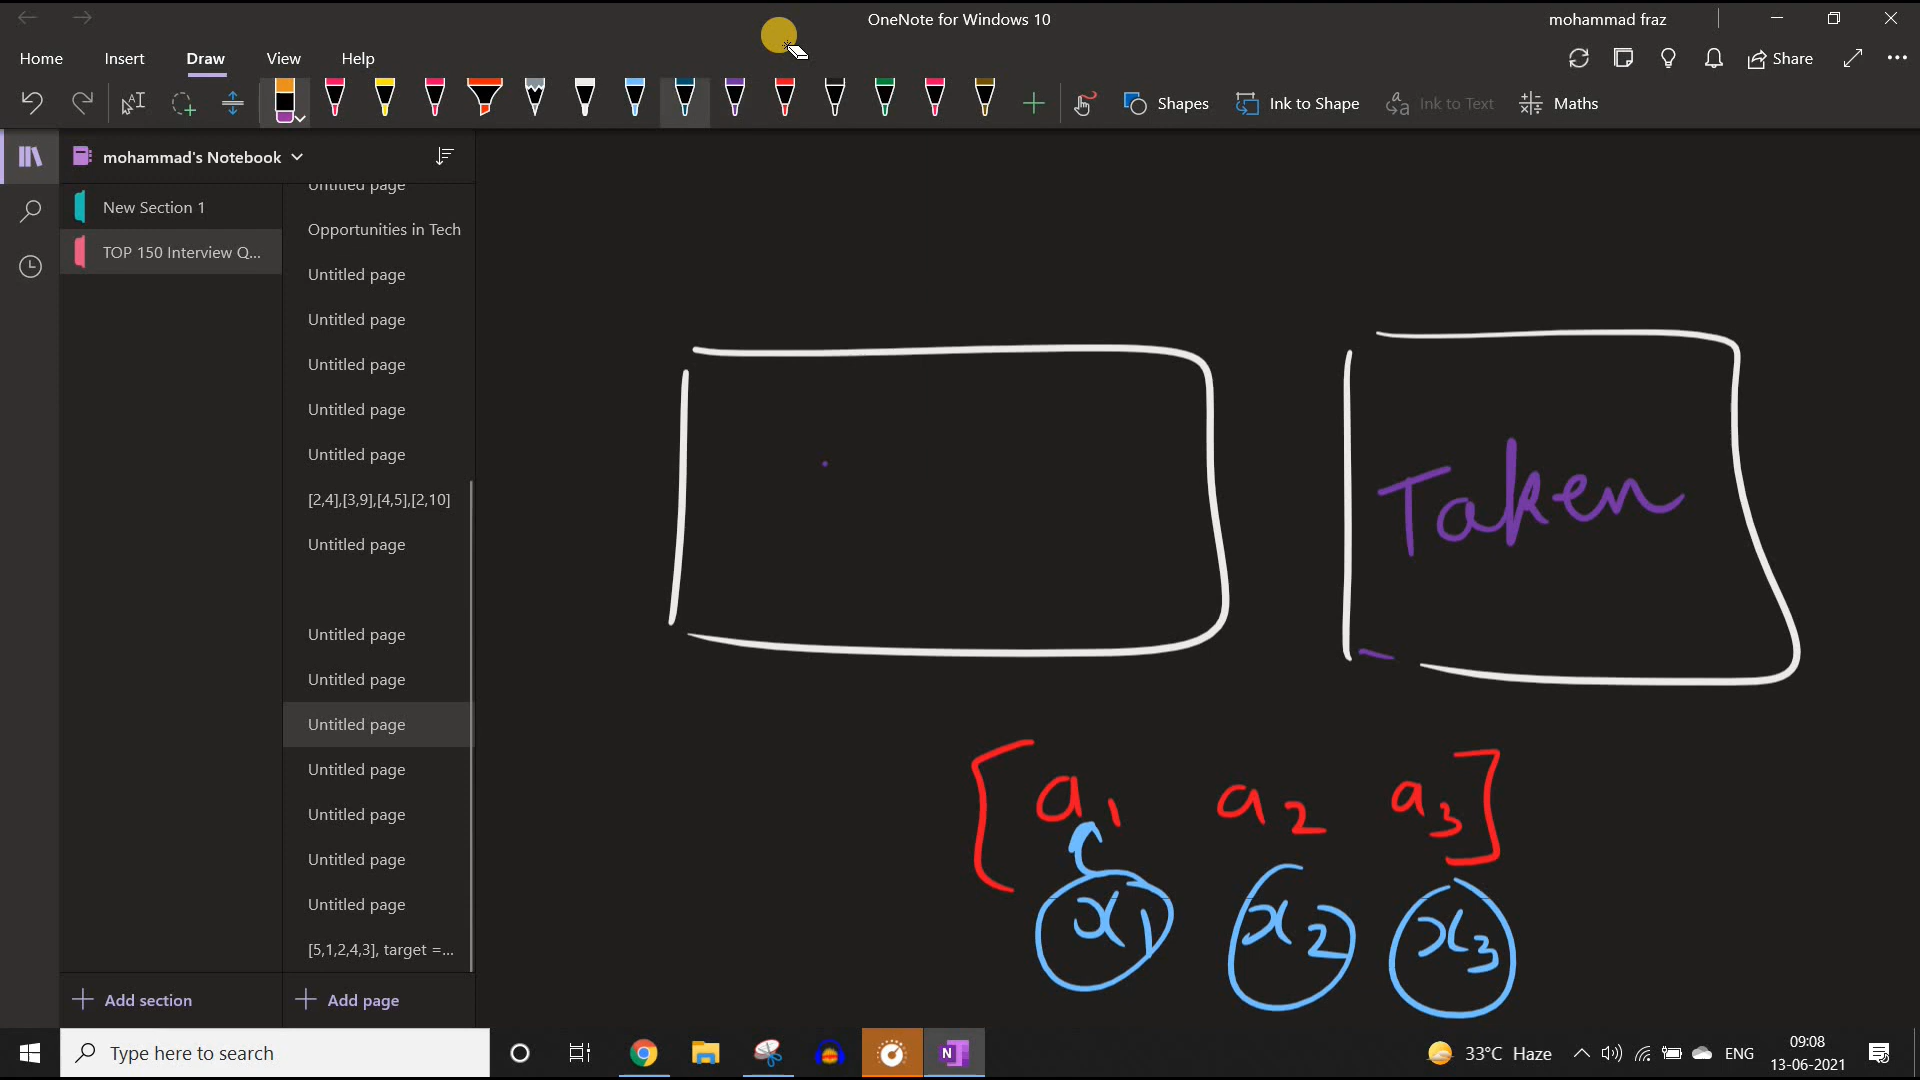 OneNote for Windows 10
mohammad fraz
Home Insert Draw View Help
Share
Shapes Ink to Shape Ink to Text Maths
mohammad's Notebook
New Section 1
TOP 150 Interview Q...
Untitled page
Opportunities in Tech
Untitled page
Untitled page
Untitled page
Untitled page
Untitled page
[2,4],[3,9],[4,5],[2,10]
Untitled page
Untitled page
Untitled page
Untitled page
Untitled page
Untitled page
Untitled page
Untitled page
[5,1,2,4,3], target =...
Add section
Add page
Taken
[a1 a2 a3]
x1 x2 x3
Type here to search
33°C Haze
ENG
09:08
13-06-2021